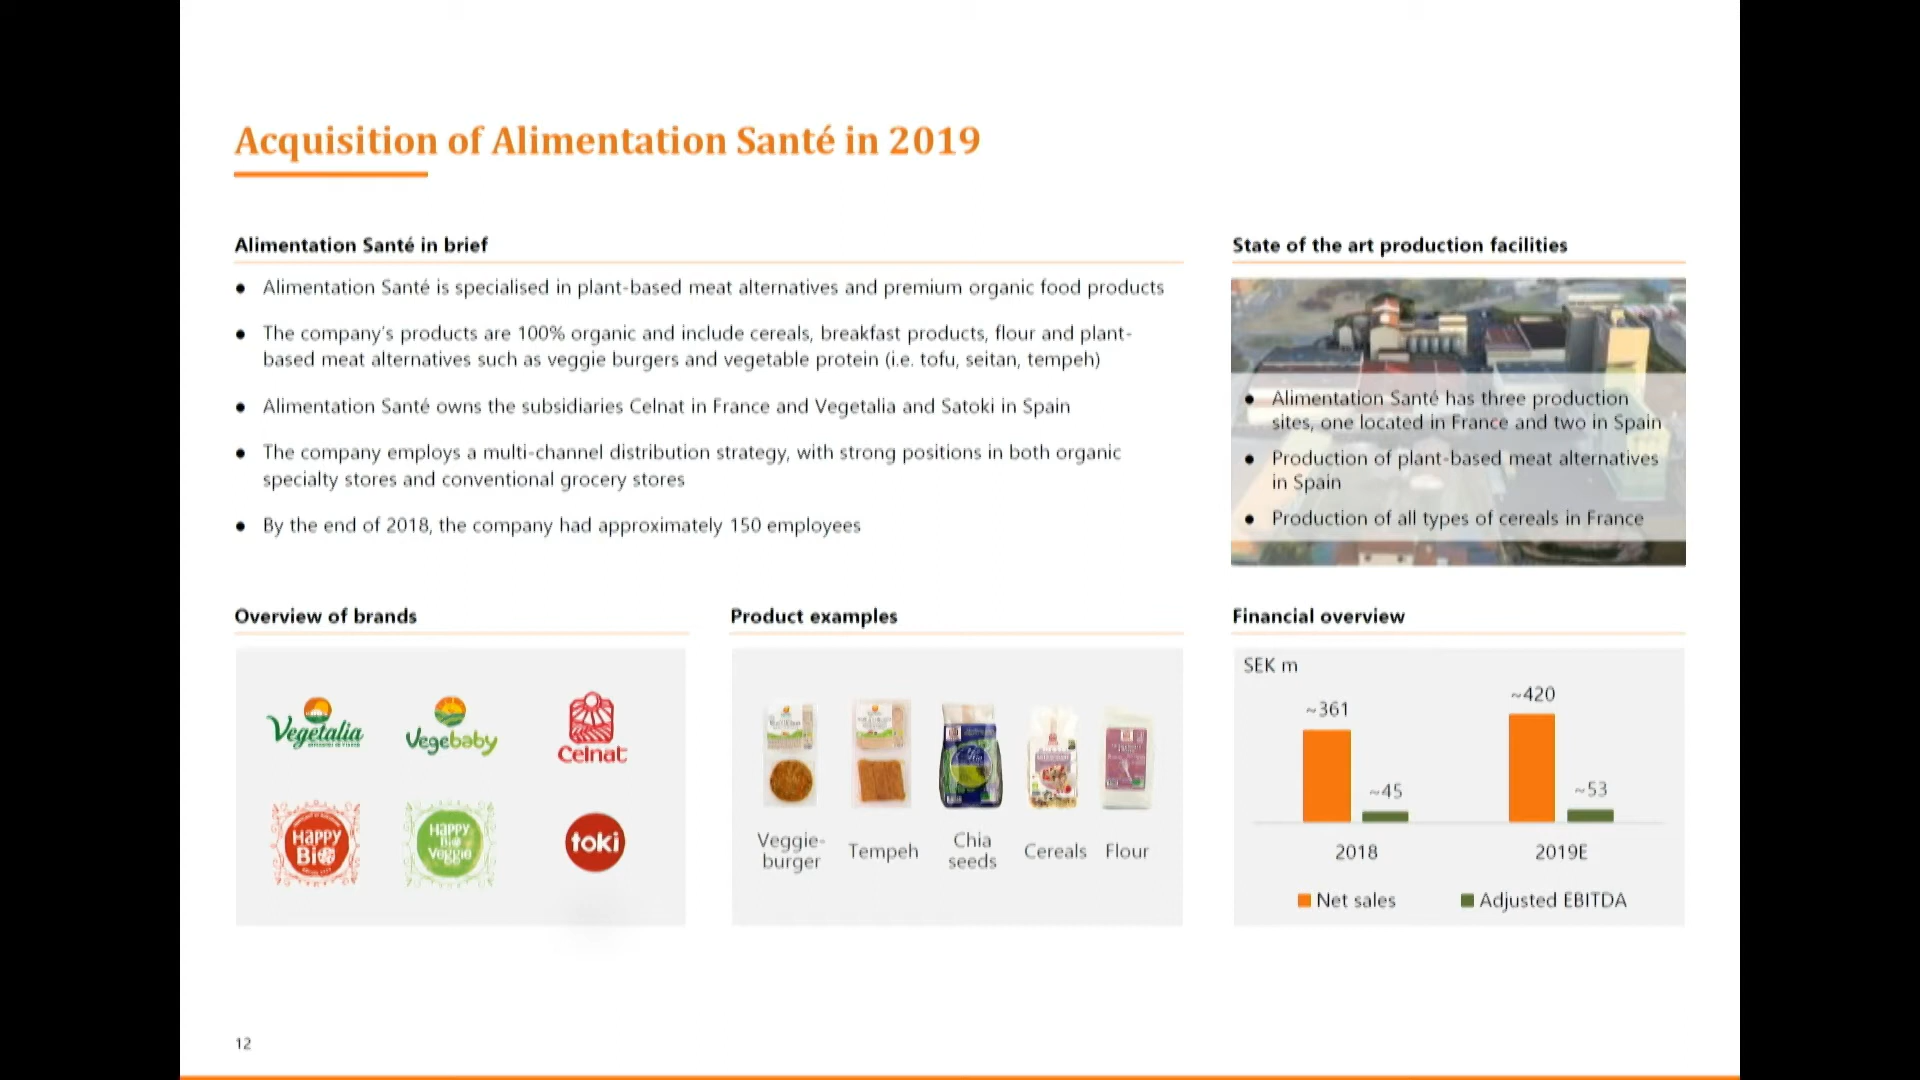 Acquisition of Alimentation Santé in 2019
Alimentation Santé in brief
● Alimentation Santé is specialised in plant-based meat alternatives and premium organic food products
● The company's products are 100% organic and include cereals, breakfast products, flour and plant-
based meat alternatives such as veggie burgers and vegetable protein (i.e. tofu, seitan, tempeh)
● Alimentation Santé owns the subsidiaries Celnat in France and Vegetalia and Satoki in Spain
● The company employs a multi-channel distribution strategy, with strong positions in both organic
specialty stores and conventional grocery stores
● By the end of 2018, the company had approximately 150 employees
State of the art production facilities
● Alimentation Santé has three production
sites, one located in France and two in Spain
● Production of plant-based meat alternatives
in Spain
● Production of all types of cereals in France
Overview of brands
Vegetalia
Vegebaby
Celnat
Happy
Bio
Happy
Bio
Veggie
toki
Product examples
Veggie-
burger
Tempeh
Chia
seeds
Cereals
Flour
Financial overview
SEK m
~361
~45
~420
~53
2018
2019E
Net sales
Adjusted EBITDA
12